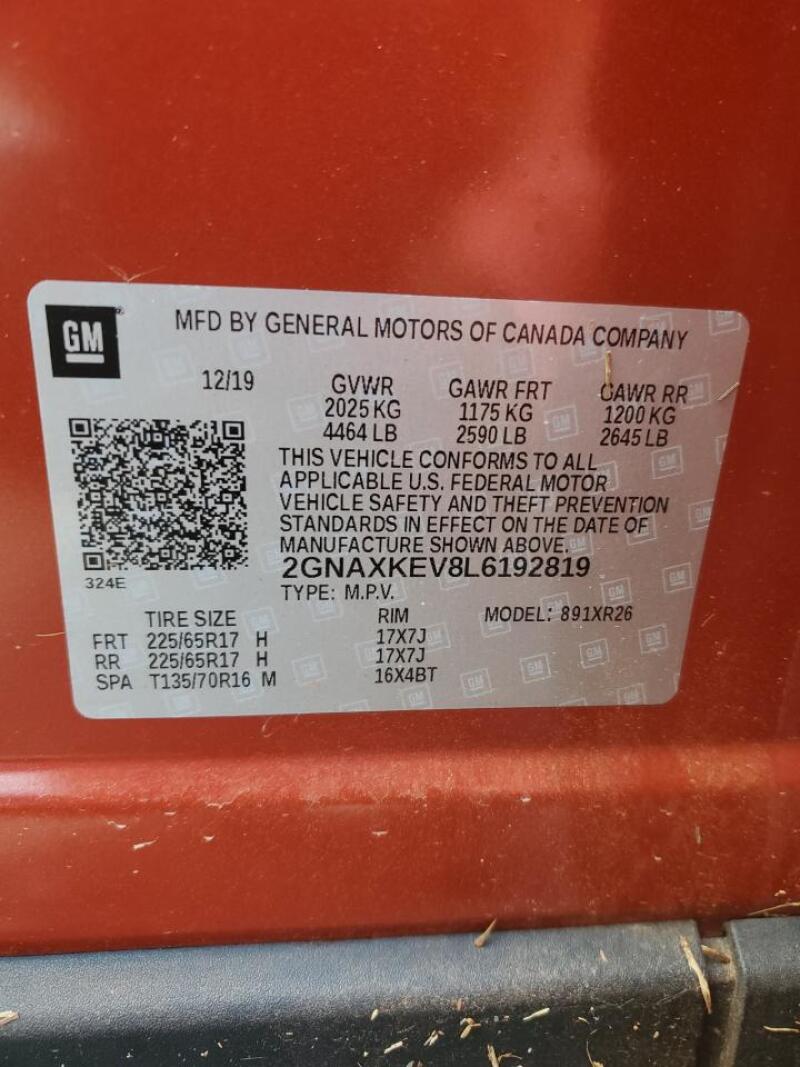 GM
MFD BY GENERAL MOTORS OF CANADA COMPANY
12/19 GVWR GAWR FRT GAWR RR
2025 KG 1175 KG 1200 KG
4464 LB 2590 LB 2645 LB
THIS VEHICLE CONFORMS TO ALL
APPLICABLE U.S. FEDERAL MOTOR
VEHICLE SAFETY AND THEFT PREVENTION
STANDARDS IN EFFECT ON THE DATE OF
MANUFACTURE SHOWN ABOVE.
324E
2GNAXKEV8L6192819
TYPE: M.P.V.
TIRE SIZE RIM MODEL: 891XR26
FRT 225/65R17 H 17X7J
RR 225/65R17 H 17X7J
SPA T135/70R16 M 16X4BT